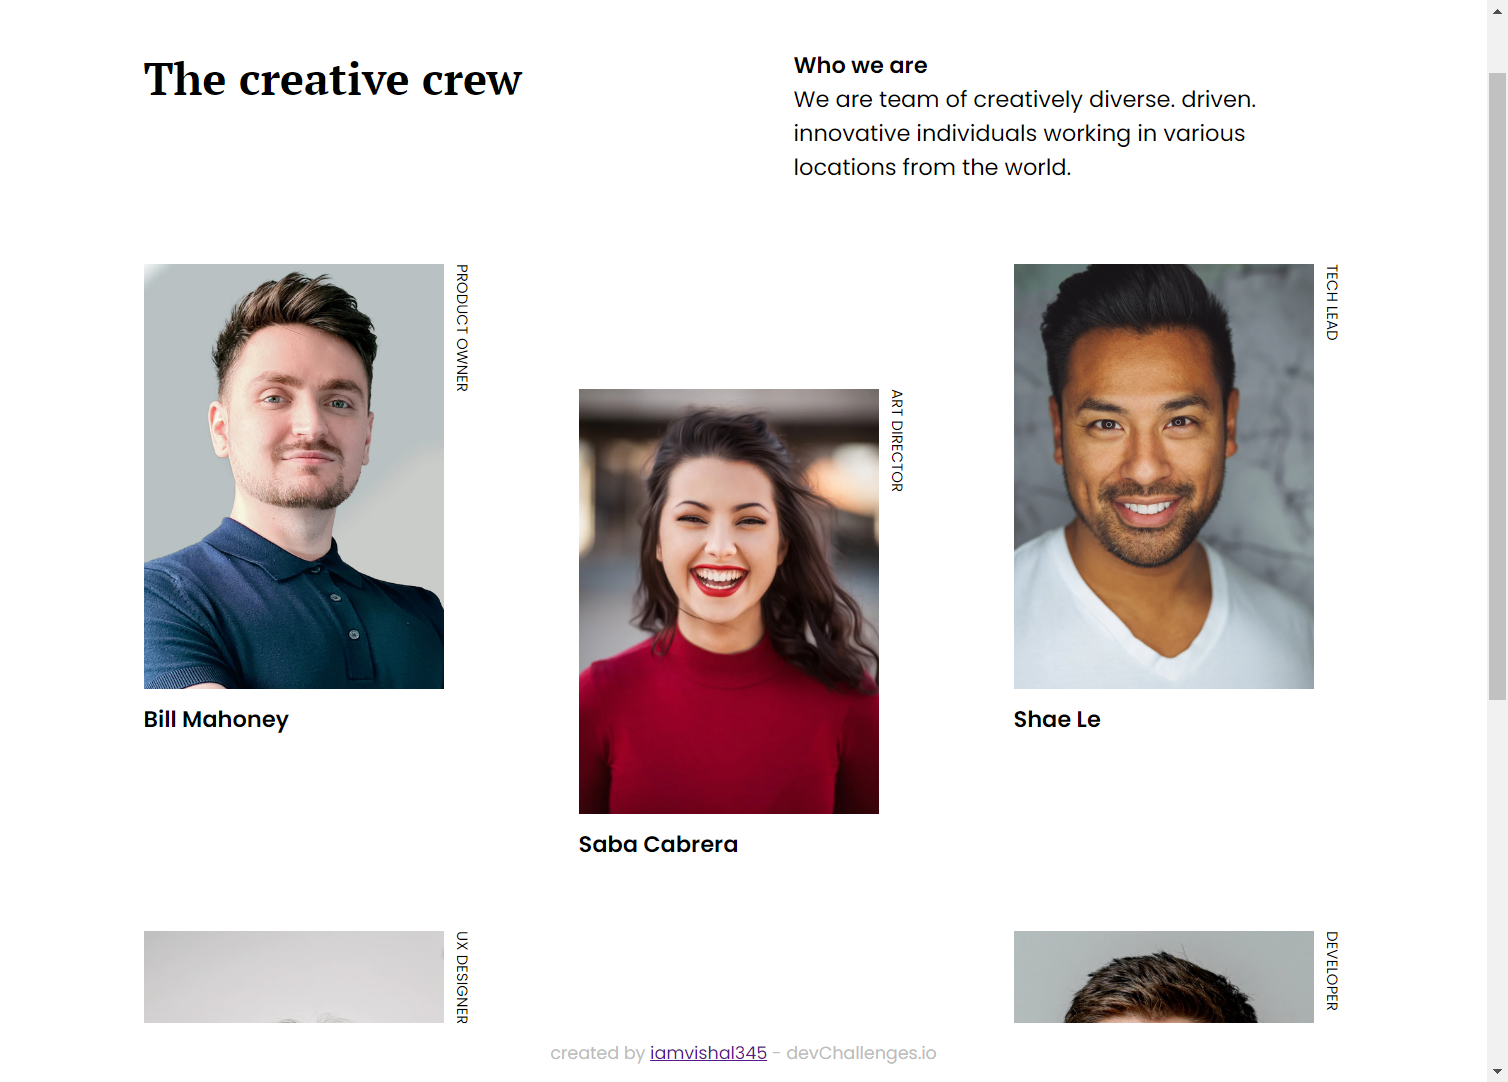 The creative crew
Who we are
We are team of creatively diverse. driven.
innovative individuals working in various
locations from the world.
PRODUCT OWNER
Bill Mahoney
ART DIRECTOR
Saba Cabrera
TECH LEAD
Shae Le
UX DESIGNER
DEVELOPER
created by iamvishal345 - devChallenges.io